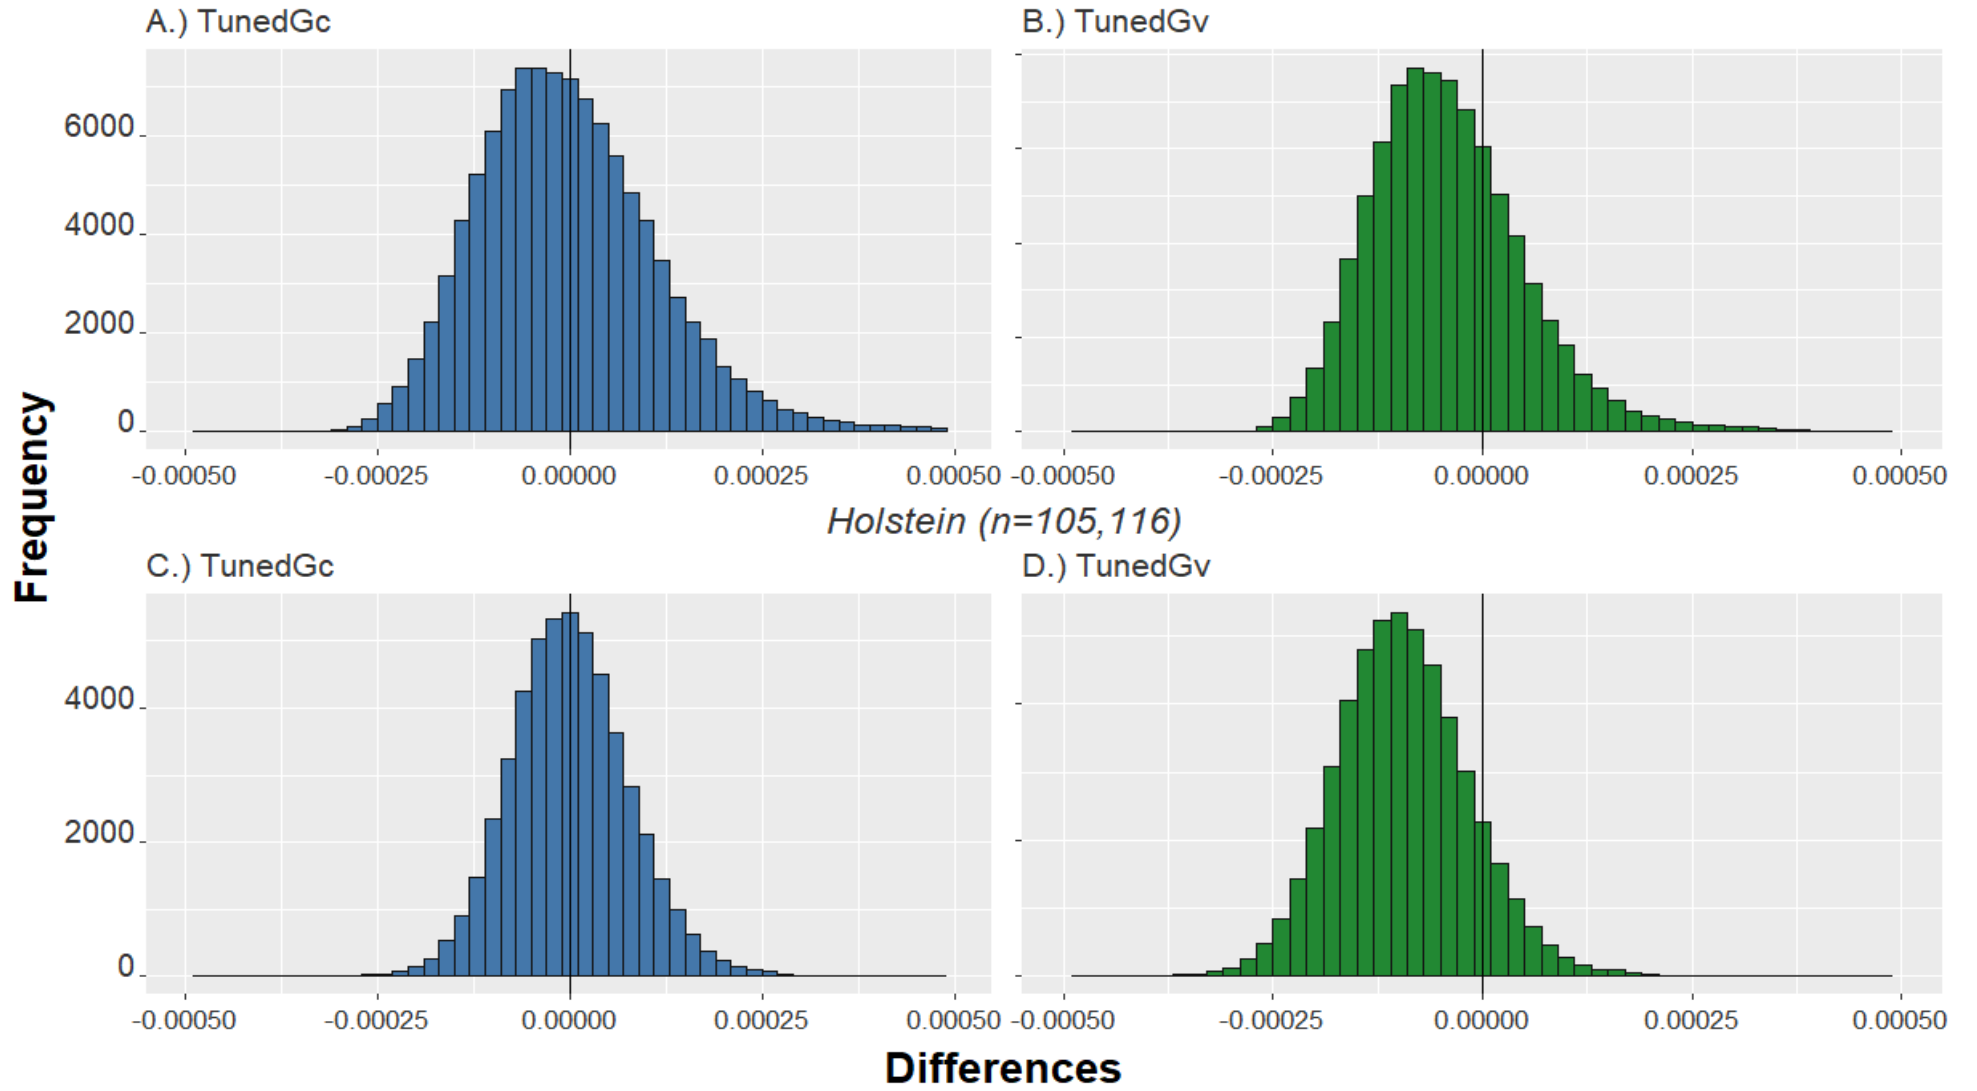 A.) TunedGc
B.) TunedGv
6000
4000
2000
0
-0.00050 -0.00025 0.00000 0.00025 0.00050
-0.00050 -0.00025 0.00000 0.00025 0.00050
Holstein (n=105,116)
Frequency
C.) TunedGc
D.) TunedGv
4000
2000
0
-0.00050 -0.00025 0.00000 0.00025 0.00050
-0.00050 -0.00025 0.00000 0.00025 0.00050
Differences